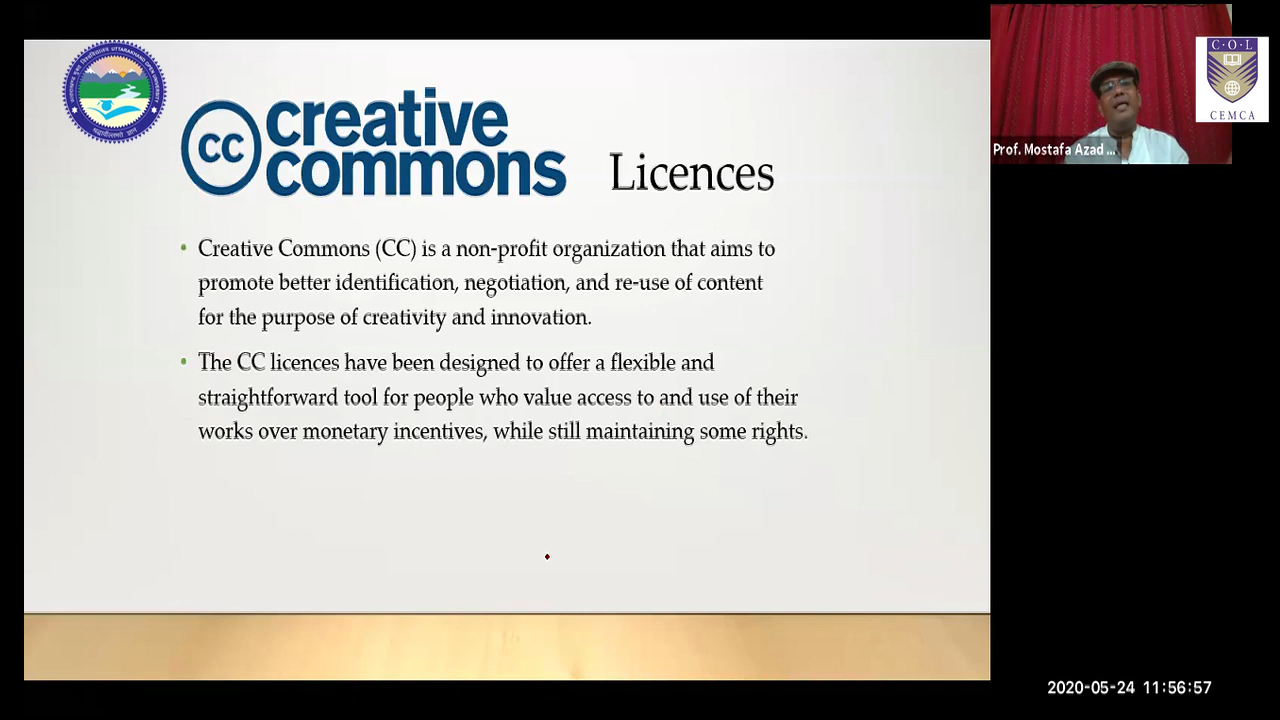 creative
commons
cc
Licences
• Creative Commons (CC) is a non-profit organization that aims to
promote better identification, negotiation, and re-use of content
for the purpose of creativity and innovation.
• The CC licences have been designed to offer a flexible and
straightforward tool for people who value access to and use of their
works over monetary incentives, while still maintaining some rights.
C·O·L
CEMCA
Prof. Mostafa Azad ...
2020-05-24 11:56:57